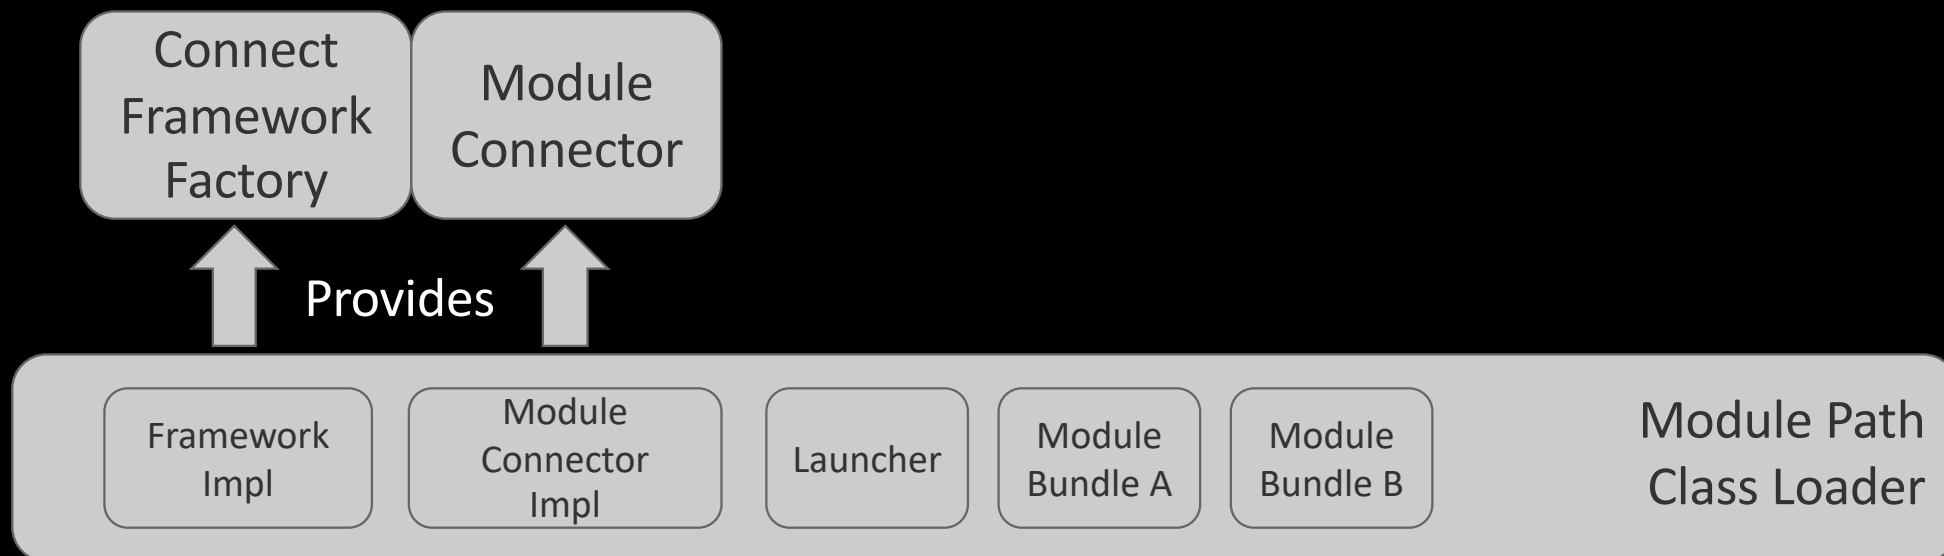 Connect
Framework
Factory
Module
Connector
Provides
Framework
Impl
Module
Connector
Impl
Launcher
Module
Bundle A
Module
Bundle B
Module Path
Class Loader